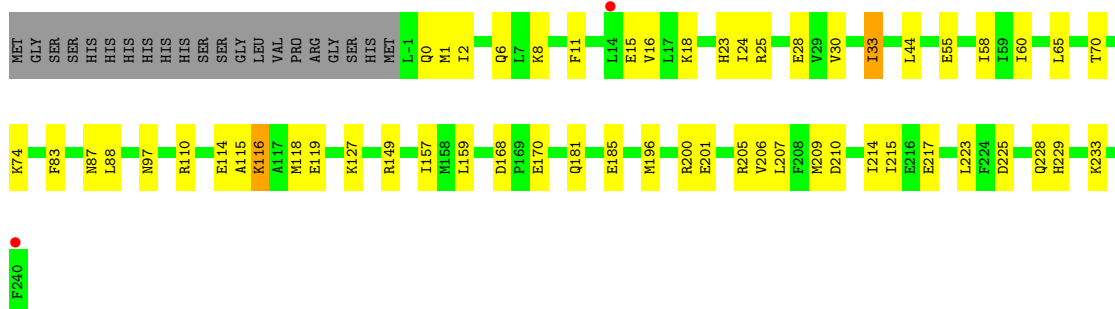 MET GLY SER SER HIS HIS HIS HIS HIS HIS SER SER GLY LEU VAL PRO ARG GLY SER HIS MET L-1 Q0 M1 I2 Q6 L7 K8 F11 L14 E15 V16 L17 K18 H23 I24 R25 E28 V29 V30 I33 L44 E55 I58 I59 I60 L65 T70
K74 F83 N87 L88 N97 R110 E114 A115 K116 A117 M118 E119 K127 R149 I157 M158 L159 D168 P169 E170 Q181 E185 M196 R200 E201 R205 V206 L207 F208 M209 D210 I214 I215 E216 E217 L223 F224 D225 Q228 H229 K233
F240